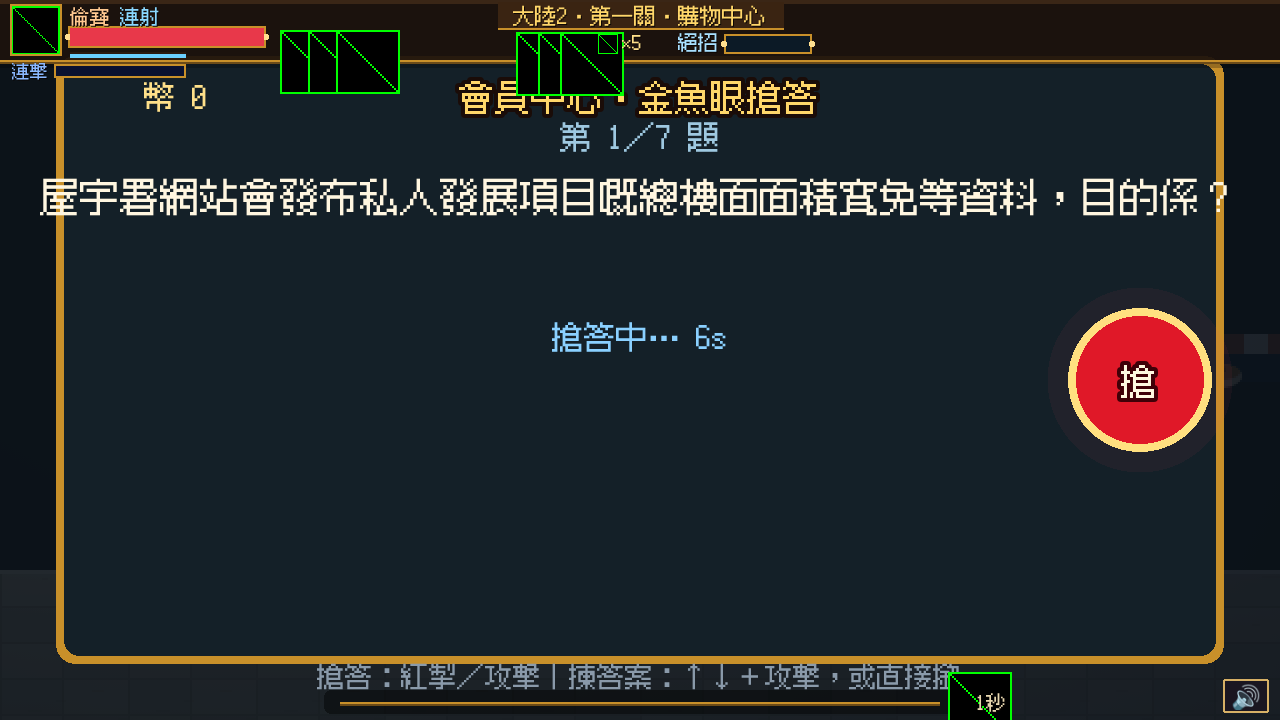 倫寶 連射
大陸2·第一關·購物中心
×5 絕招
連擊
幣 0
會員中心·金魚眼搶答
第 1/7 題
屋宇署網站會發布私人發展項目嘅總樓面面積寬免等資料，目的係？
搶答中… 6s
搶
搶答：紅掣／攻擊｜揀答案：↑↓＋攻擊，或直接
1秒